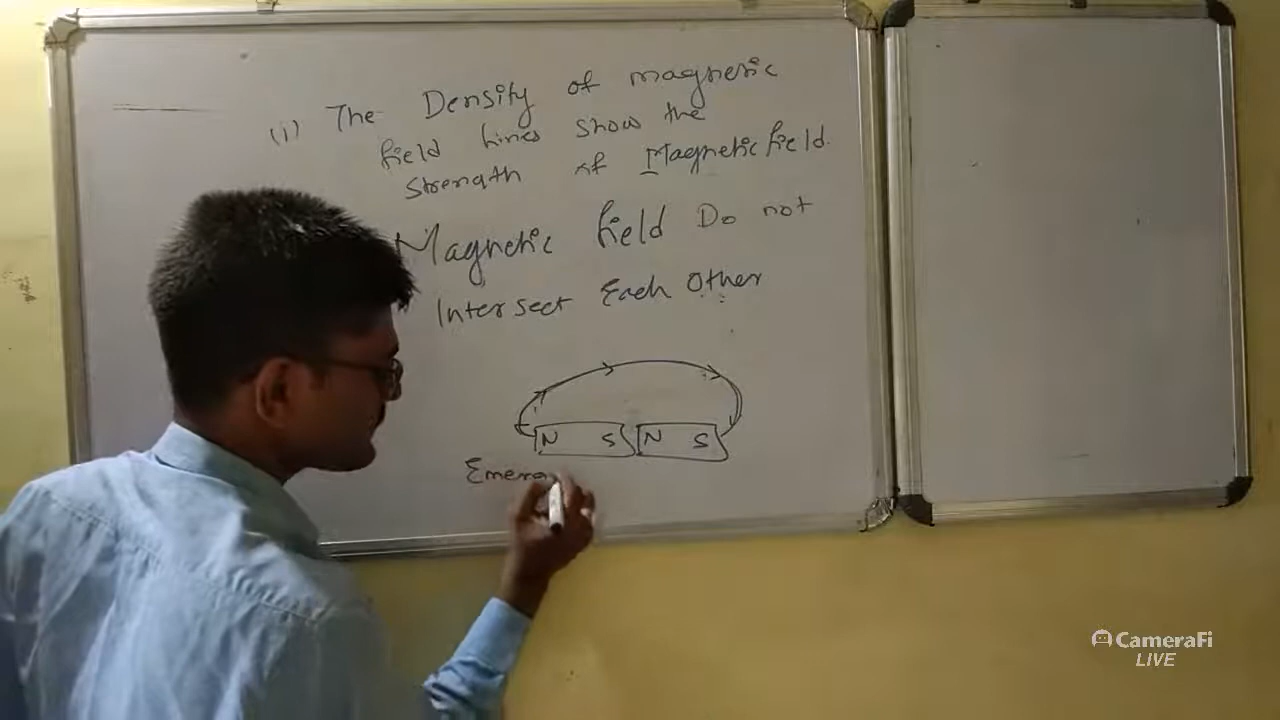 (i) The Density of magnetic
field lines show the
strength of Magnetic field.
Magnetic field Do not
Intersect Each Other
N S N S
Emerg
CameraFi
LIVE